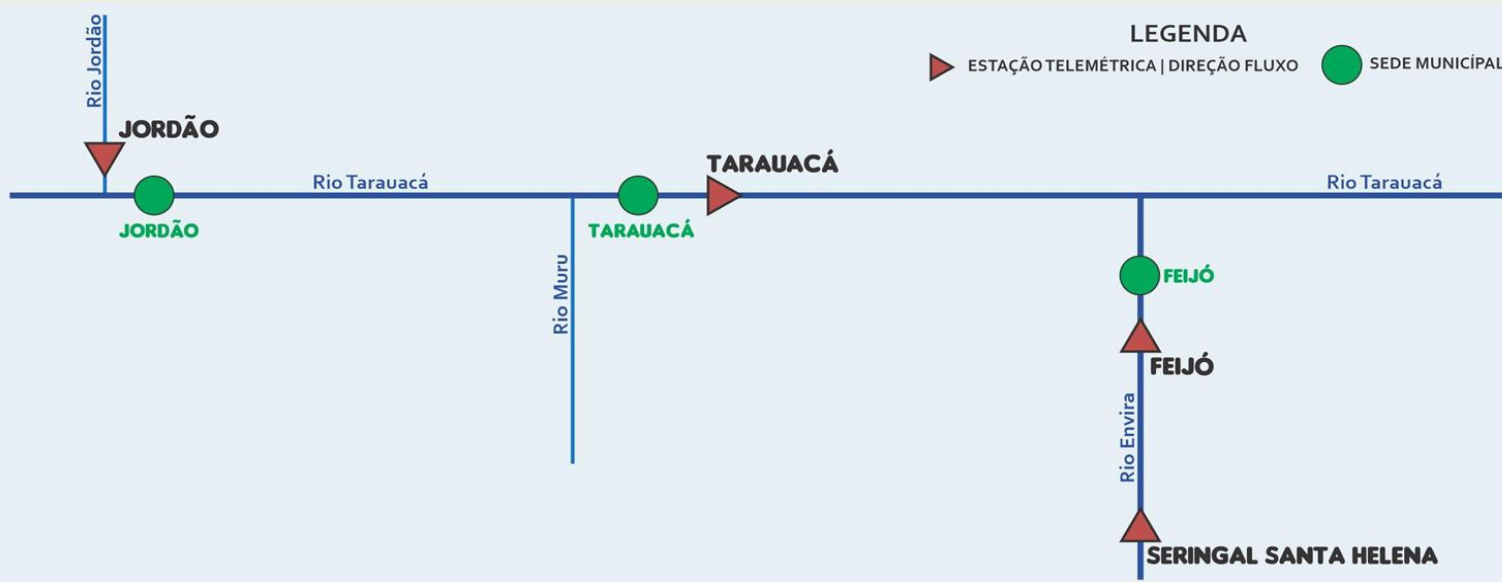 LEGENDA
ESTAÇÃO TELEMÉTRICA | DIREÇÃO FLUXO
SEDE MUNICÍPAL
Rio Jordão
JORDÃO
JORDÃO
Rio Tarauacá
TARAUACÁ
TARAUACÁ
Rio Tarauacá
Rio Muru
FEIJÓ
FEIJÓ
Rio Envira
SERINGAL SANTA HELENA